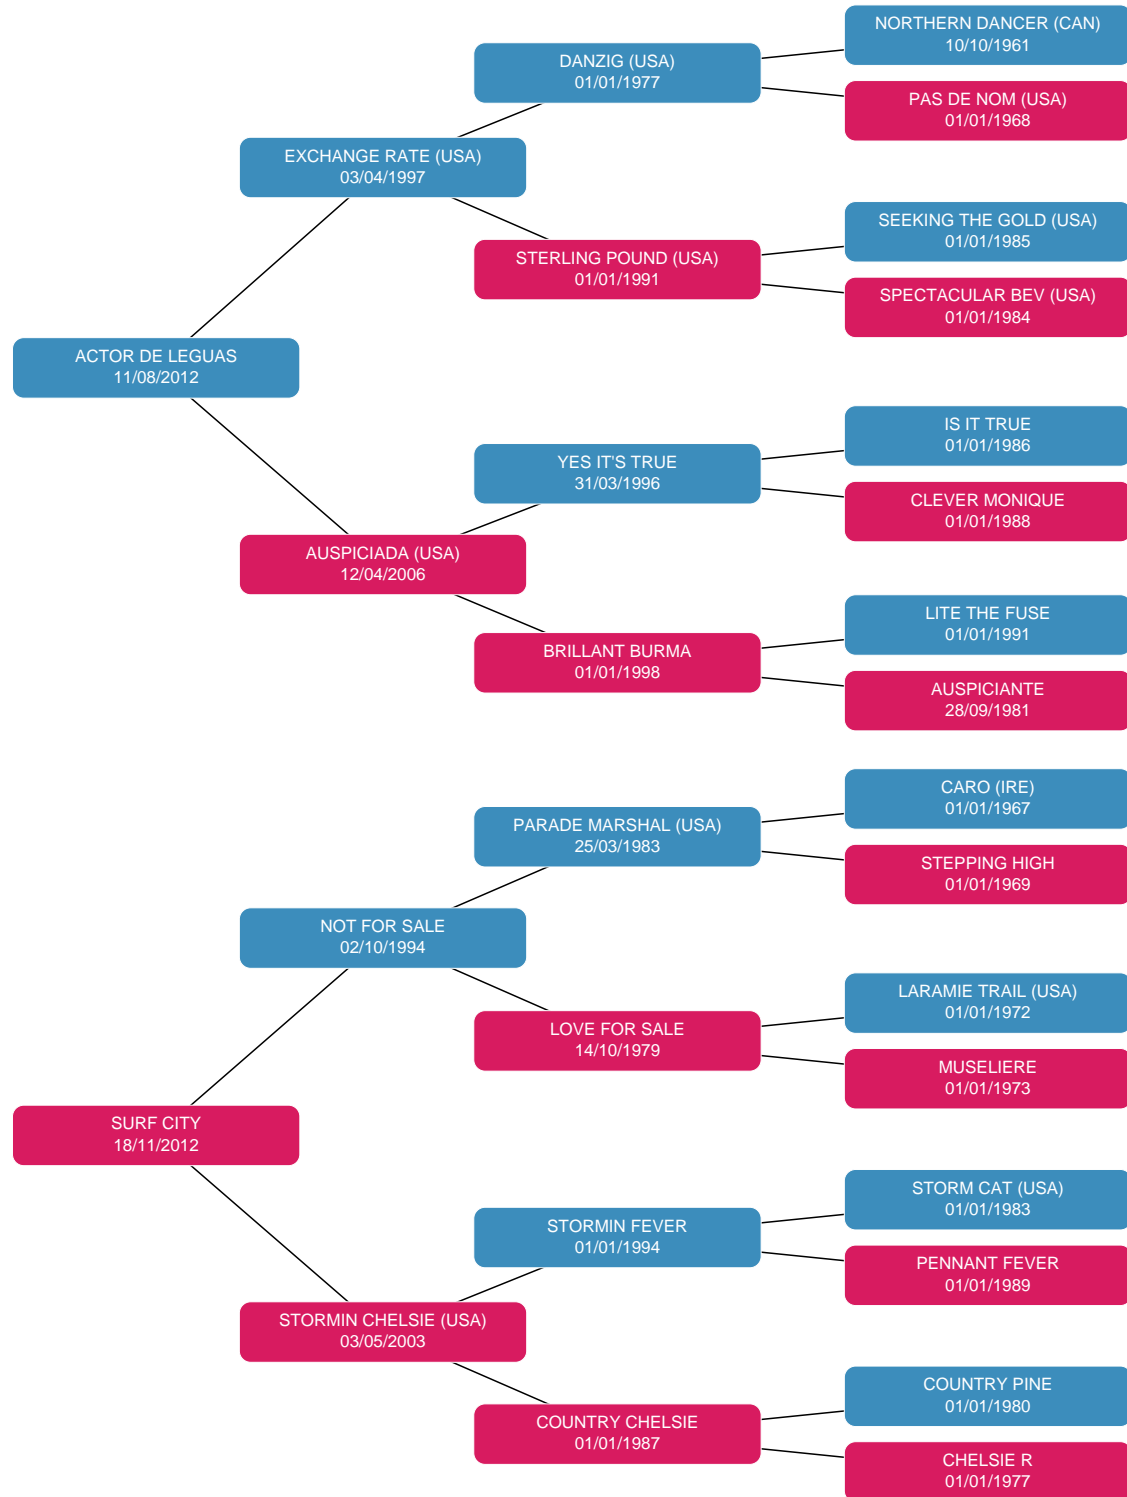 NORTHERN DANCER (CAN)
10/10/1961
DANZIG (USA)
01/01/1977
PAS DE NOM (USA)
01/01/1968
EXCHANGE RATE (USA)
03/04/1997
SEEKING THE GOLD (USA)
01/01/1985
STERLING POUND (USA)
01/01/1991
SPECTACULAR BEV (USA)
01/01/1984
ACTOR DE LEGUAS
11/08/2012
IS IT TRUE
01/01/1986
YES IT'S TRUE
31/03/1996
CLEVER MONIQUE
01/01/1988
AUSPICIADA (USA)
12/04/2006
LITE THE FUSE
01/01/1991
BRILLANT BURMA
01/01/1998
AUSPICIANTE
28/09/1981
CARO (IRE)
01/01/1967
PARADE MARSHAL (USA)
25/03/1983
STEPPING HIGH
01/01/1969
NOT FOR SALE
02/10/1994
LARAMIE TRAIL (USA)
01/01/1972
LOVE FOR SALE
14/10/1979
MUSELIERE
01/01/1973
SURF CITY
18/11/2012
STORM CAT (USA)
01/01/1983
STORMIN FEVER
01/01/1994
PENNANT FEVER
01/01/1989
STORMIN CHELSIE (USA)
03/05/2003
COUNTRY PINE
01/01/1980
COUNTRY CHELSIE
01/01/1987
CHELSIE R
01/01/1977